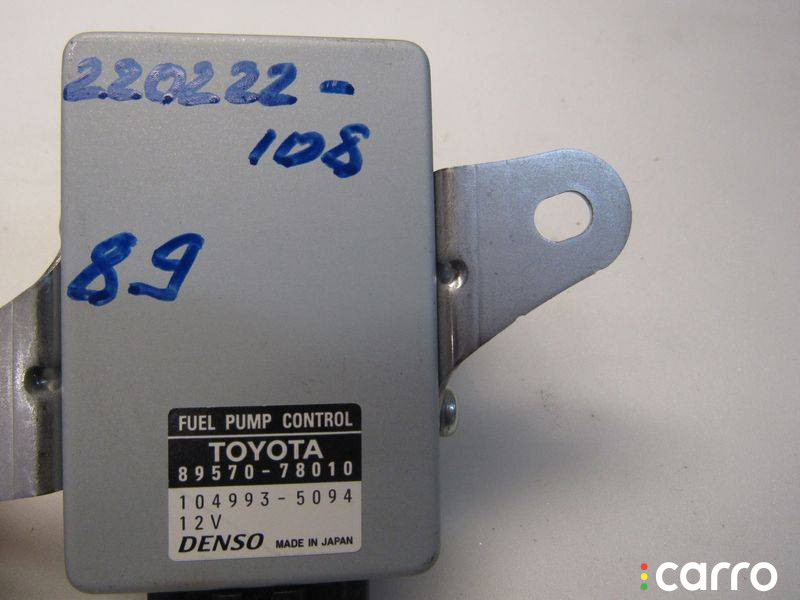 220222-
108
89
FUEL PUMP CONTROL
TOYOTA
89570-78010
104993-5094
12V
DENSO MADE IN JAPAN
carro